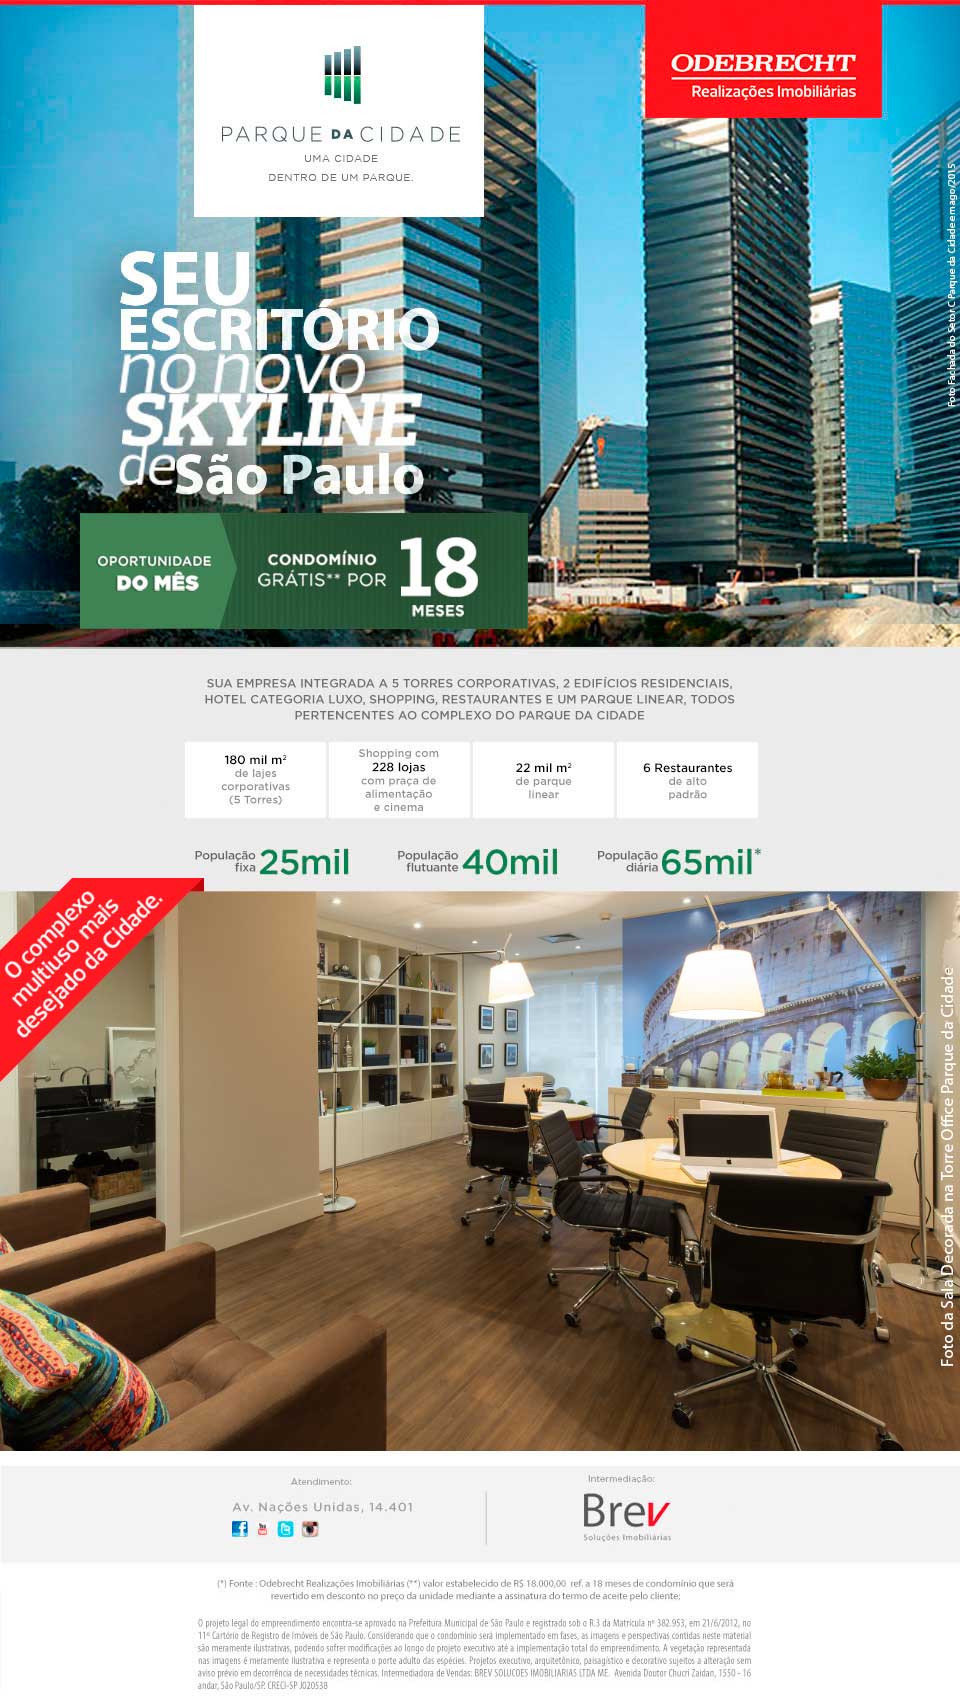 PARQUE DA CIDADE
UMA CIDADE
DENTRO DE UM PARQUE.
ODEBRECHT
Realizações Imobiliárias
Foto Fachada do Setor C Parque da Cidade em ago/2015
SEU
ESCRITÓRIO
no novo
SKYLINE
de São Paulo
OPORTUNIDADE
DO MÊS
CONDOMÍNIO
GRÁTIS** POR
18
MESES
SUA EMPRESA INTEGRADA A 5 TORRES CORPORATIVAS, 2 EDIFÍCIOS RESIDENCIAIS,
HOTEL CATEGORIA LUXO, SHOPPING, RESTAURANTES E UM PARQUE LINEAR, TODOS
PERTENCENTES AO COMPLEXO DO PARQUE DA CIDADE
180 mil m²
de lajes
corporativas
(5 Torres)
Shopping com
228 lojas
com praça de
alimentação
e cinema
22 mil m²
de parque
linear
6 Restaurantes
de alto
padrão
População
fixa
25mil
População
flutuante
40mil
População
diária
65mil*
O complexo
multiuso mais
desejado da Cidade.
Foto da Sala Decorada na Torre Office Parque da Cidade
Atendimento:
Av. Nações Unidas, 14.401
Intermediação:
Brev
Soluções Imobiliárias
(*) Fonte : Odebrecht Realizações Imobiliárias (**) valor estabelecido de R$ 18.000,00 ref. a 18 meses de condomínio que será
revertido em desconto no preço da unidade mediante a assinatura do termo de aceite pelo cliente;
O projeto legal do empreendimento encontra-se aprovado na Prefeitura Municipal de São Paulo e registrado sob o R.3 da Matrícula nº 382.953, em 21/6/2012, no
11º Cartório de Registro de Imóveis de São Paulo. Considerando que o condomínio será implementado em fases, as imagens e perspectivas contidas neste material
são meramente ilustrativas, podendo sofrer modificações ao longo do projeto executivo até a implementação total do empreendimento. A vegetação representada
nas imagens é meramente ilustrativa e representa o porte adulto das espécies. Projetos executivo, arquitetônico, paisagístico e decorativo sujeitos a alteração sem
aviso prévio em decorrência de necessidades técnicas. Intermediadora de Vendas: BREV SOLUCOES IMOBILIARIAS LTDA ME. Avenida Doutor Chucri Zaidan, 1550 - 16
andar, São Paulo/SP. CRECI-SP J020538